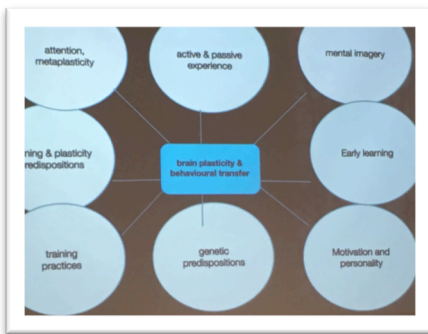 attention,
metaplasticity
active & passive
experience
mental imagery
ning & plasticity
redispositions
brain plasticity &
behavioural transfer
Early learning
training
practices
genetic
predispositions
Motivation and
personality